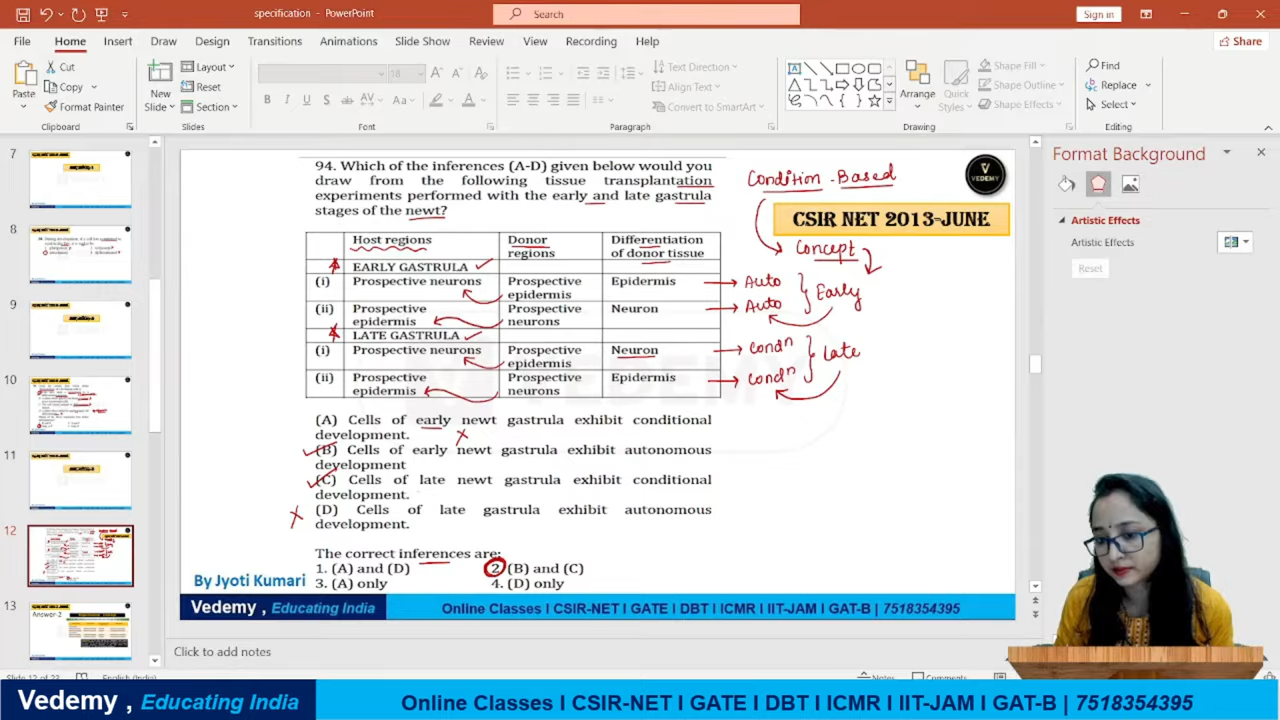 specification - PowerPoint
Search
Sign in
File Home Insert Draw Design Transitions Animations Slide Show Review View Recording Help
Share
Paste
Cut
Copy
Format Painter
Clipboard
New
Slide
Layout
Reset
Section
Slides
18
Font
Paragraph
Text Direction
Align Text
Convert to SmartArt
Arrange
Quick
Styles
Shape Fill
Shape Outline
Shape Effects
Drawing
Find
Replace
Select
Editing
7
8
9
10
11
12
13
Answer-2
94. Which of the inferences (A-D) given below would you
draw from the following tissue transplantation
experiments performed with the early and late gastrula
stages of the newt?
Host regions Donor regions Differentiation of donor tissue
EARLY GASTRULA
(i) Prospective neurons Prospective epidermis Epidermis
(ii) Prospective epidermis Prospective neurons Neuron
LATE GASTRULA
(i) Prospective neurons Prospective epidermis Neuron
(ii) Prospective epidermis Prospective neurons Epidermis
(A) Cells of early newt gastrula exhibit conditional
development.
(B) Cells of early newt gastrula exhibit autonomous
development
(C) Cells of late newt gastrula exhibit conditional
development.
(D) Cells of late gastrula exhibit autonomous
development.
The correct inferences are:
1. (A) and (D) 2. (B) and (C)
3. (A) only 4. (D) only
Condition - Based
VEDEMY
CSIR NET 2013-JUNE
Concept
Auto
Auto
Early
condn
condn
Late
By Jyoti Kumari
Vedemy , Educating India
Online Classes I CSIR-NET I GATE I DBT I ICMR I IIT-JAM I GAT-B | 7518354395
Click to add notes
Format Background
Artistic Effects
Artistic Effects
Reset
Vedemy , Educating India
Online Classes I CSIR-NET I GATE I DBT I ICMR I IIT-JAM I GAT-B | 7518354395